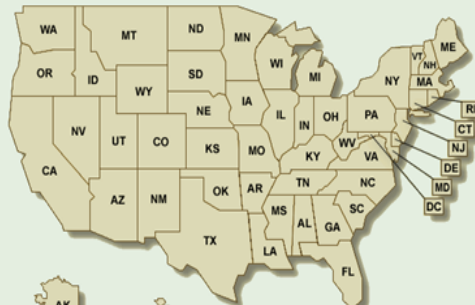 WA
MT
ND
MN
ME
VT
NH
OR
ID
SD
WI
MI
NY
MA
WY
RI
NE
IA
PA
CT
NV
UT
CO
IL
IN
OH
NJ
CA
KS
MO
WV
VA
DE
KY
MD
DC
AZ
NM
OK
AR
TN
NC
TX
MS
AL
GA
SC
LA
FL
AK